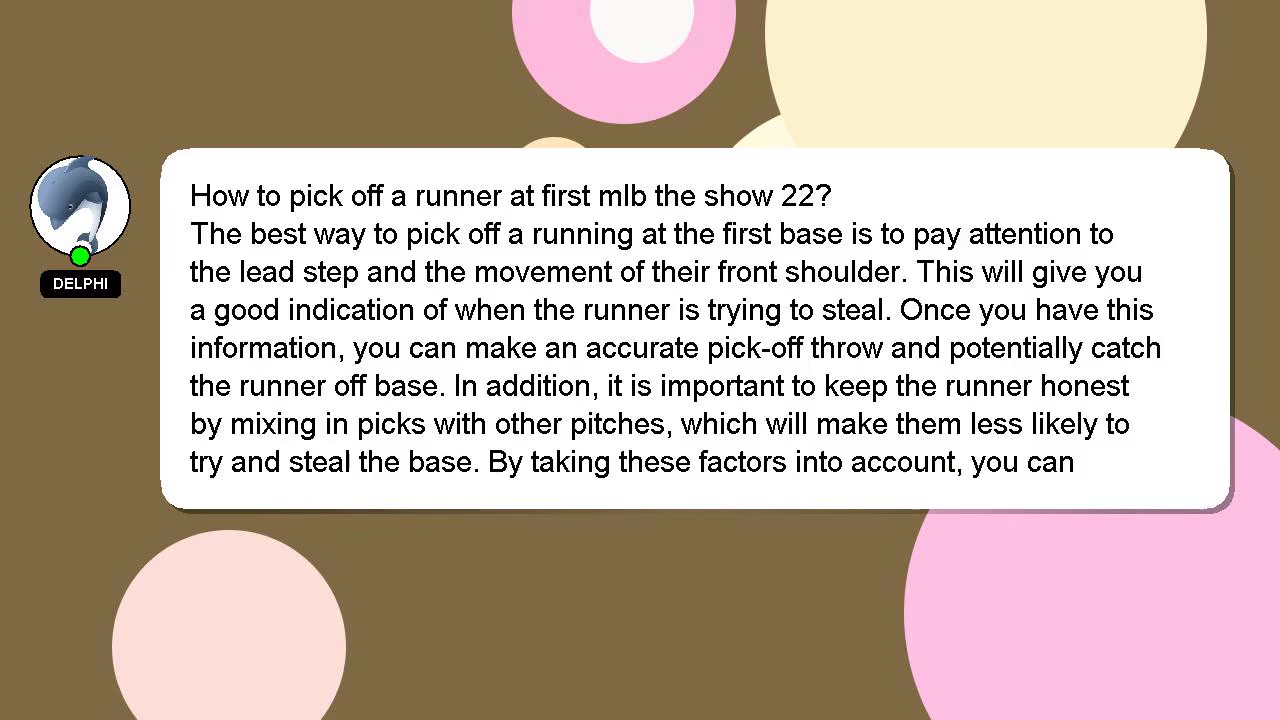 How to pick off a runner at first mlb the show 22?
The best way to pick off a running at the first base is to pay attention to
the lead step and the movement of their front shoulder. This will give you
a good indication of when the runner is trying to steal. Once you have this
information, you can make an accurate pick-off throw and potentially catch
the runner off base. In addition, it is important to keep the runner honest
by mixing in picks with other pitches, which will make them less likely to
try and steal the base. By taking these factors into account, you can
DELPHI